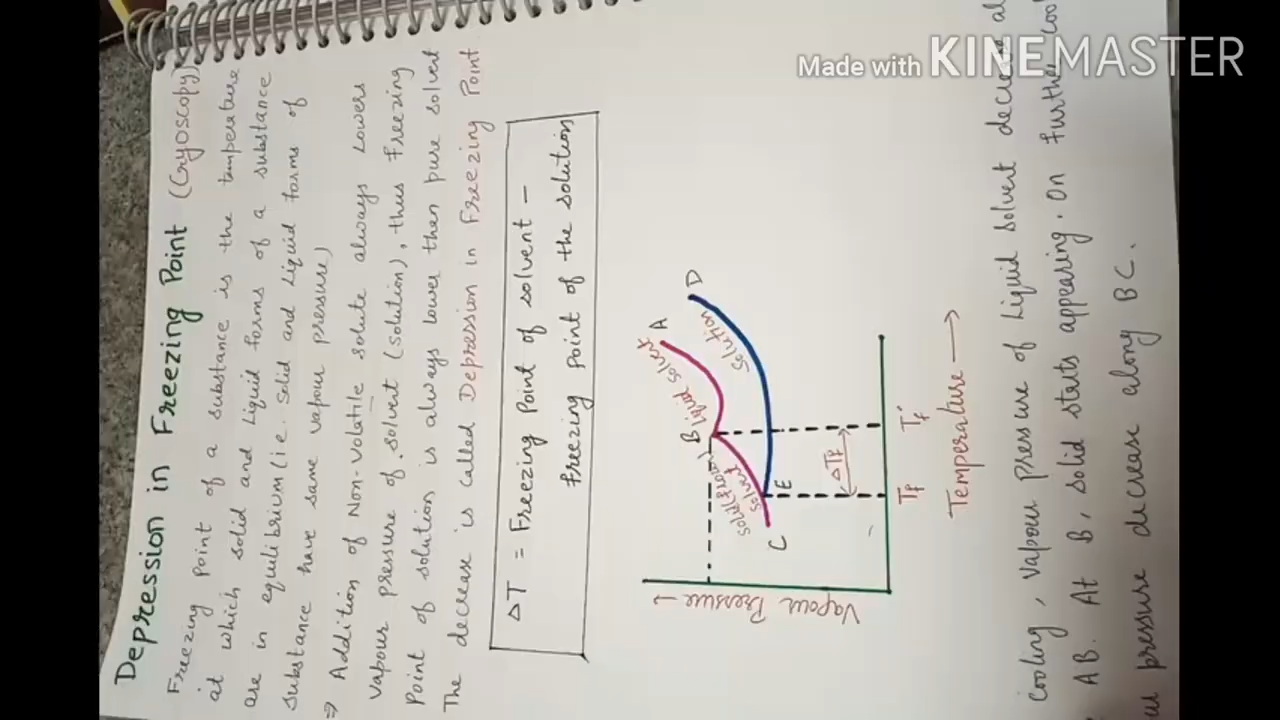 Made with KINEMASTER
Depression in Freezing Point (Cryoscopy)
Freezing point of a substance is the temperature
at which solid and Liquid forms of a substance
are in equilibrium (i.e. Solid and Liquid forms of
substance have same vapour pressure)
⇒ Addition of Non-volatile solute always Lowers
vapour pressure of solvent (solution), thus Freezing
Point of solution is always lower then pure solvent
The decrease is called Depression in Freezing Point
ΔT = Freezing Point of solvent -
Freezing Point of the solution
Vapour Pressure →
B
Liquid solvent
A
Solution
D
Solid (From)
solvent
C
E
ΔTf
Tf
Tf'
Temperature →
Cooling, Vapour pressure of Liquid solvent decrease
AB. At B, solid starts appearing. On Further
pressure decrease along BC.